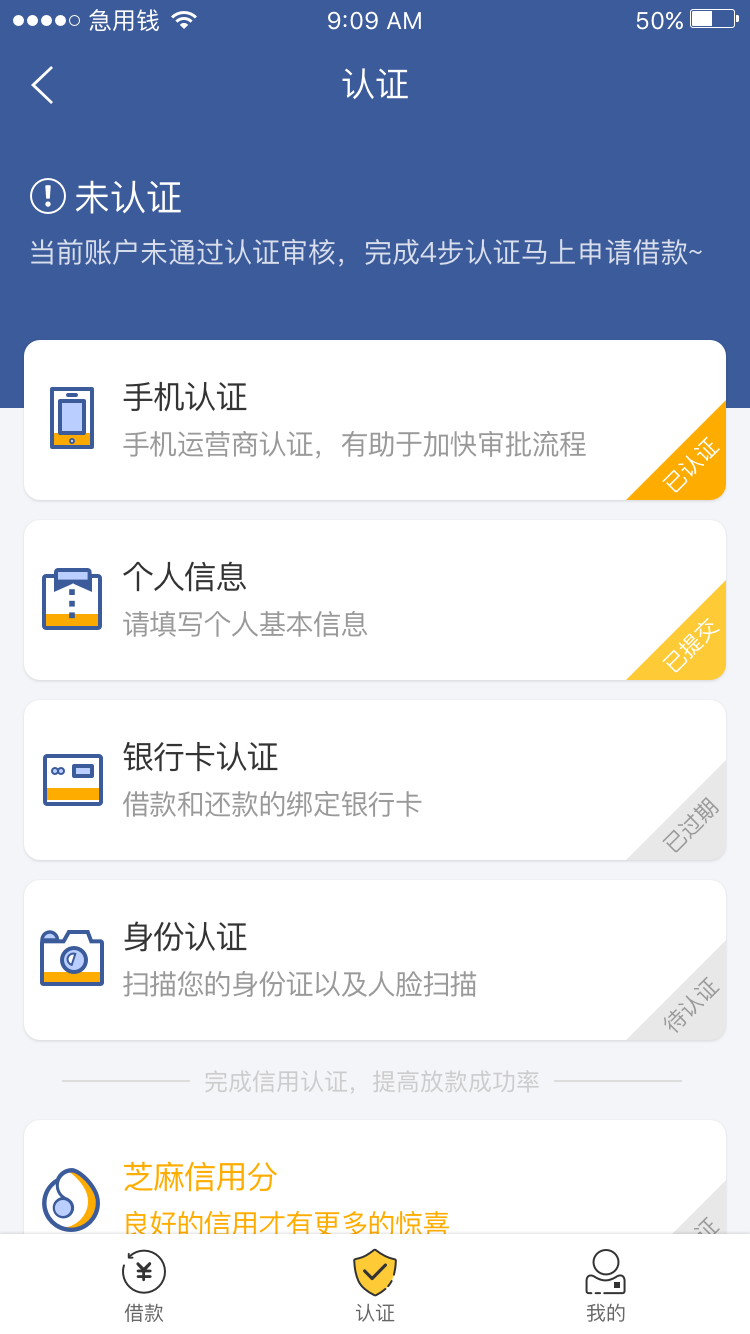 急用钱
9:09 AM
50%
认证
未认证
当前账户未通过认证审核，完成4步认证马上申请借款~
手机认证
手机运营商认证，有助于加快审批流程
已认证
个人信息
请填写个人基本信息
已提交
银行卡认证
借款和还款的绑定银行卡
已过期
身份认证
扫描您的身份证以及人脸扫描
待认证
完成信用认证，提高放款成功率
芝麻信用分
良好的信用才有更多的惊喜
证
借款
认证
我的